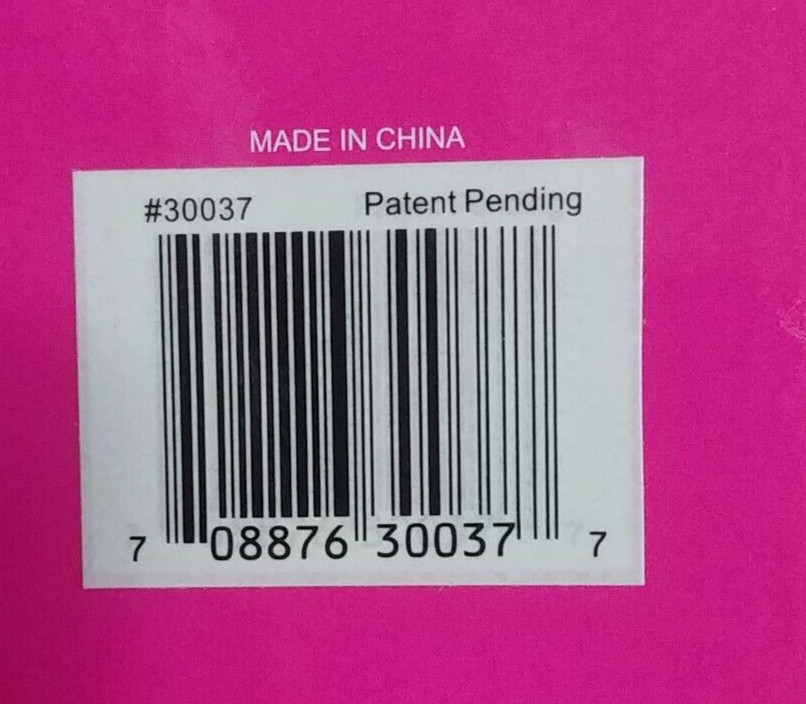 MADE IN CHINA
#30037 Patent Pending
7 08876 30037 7